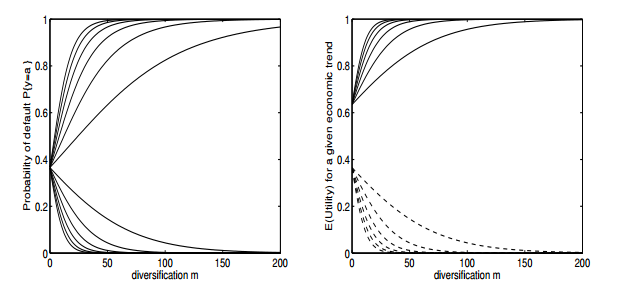 Probability of default P{y=a}
1
0.8
0.6
0.4
0.2
0
0 50 100 150 200
diversification m
E(Utility) for a given economic trend
1
0.8
0.6
0.4
0.2
0
0 50 100 150 200
diversification m